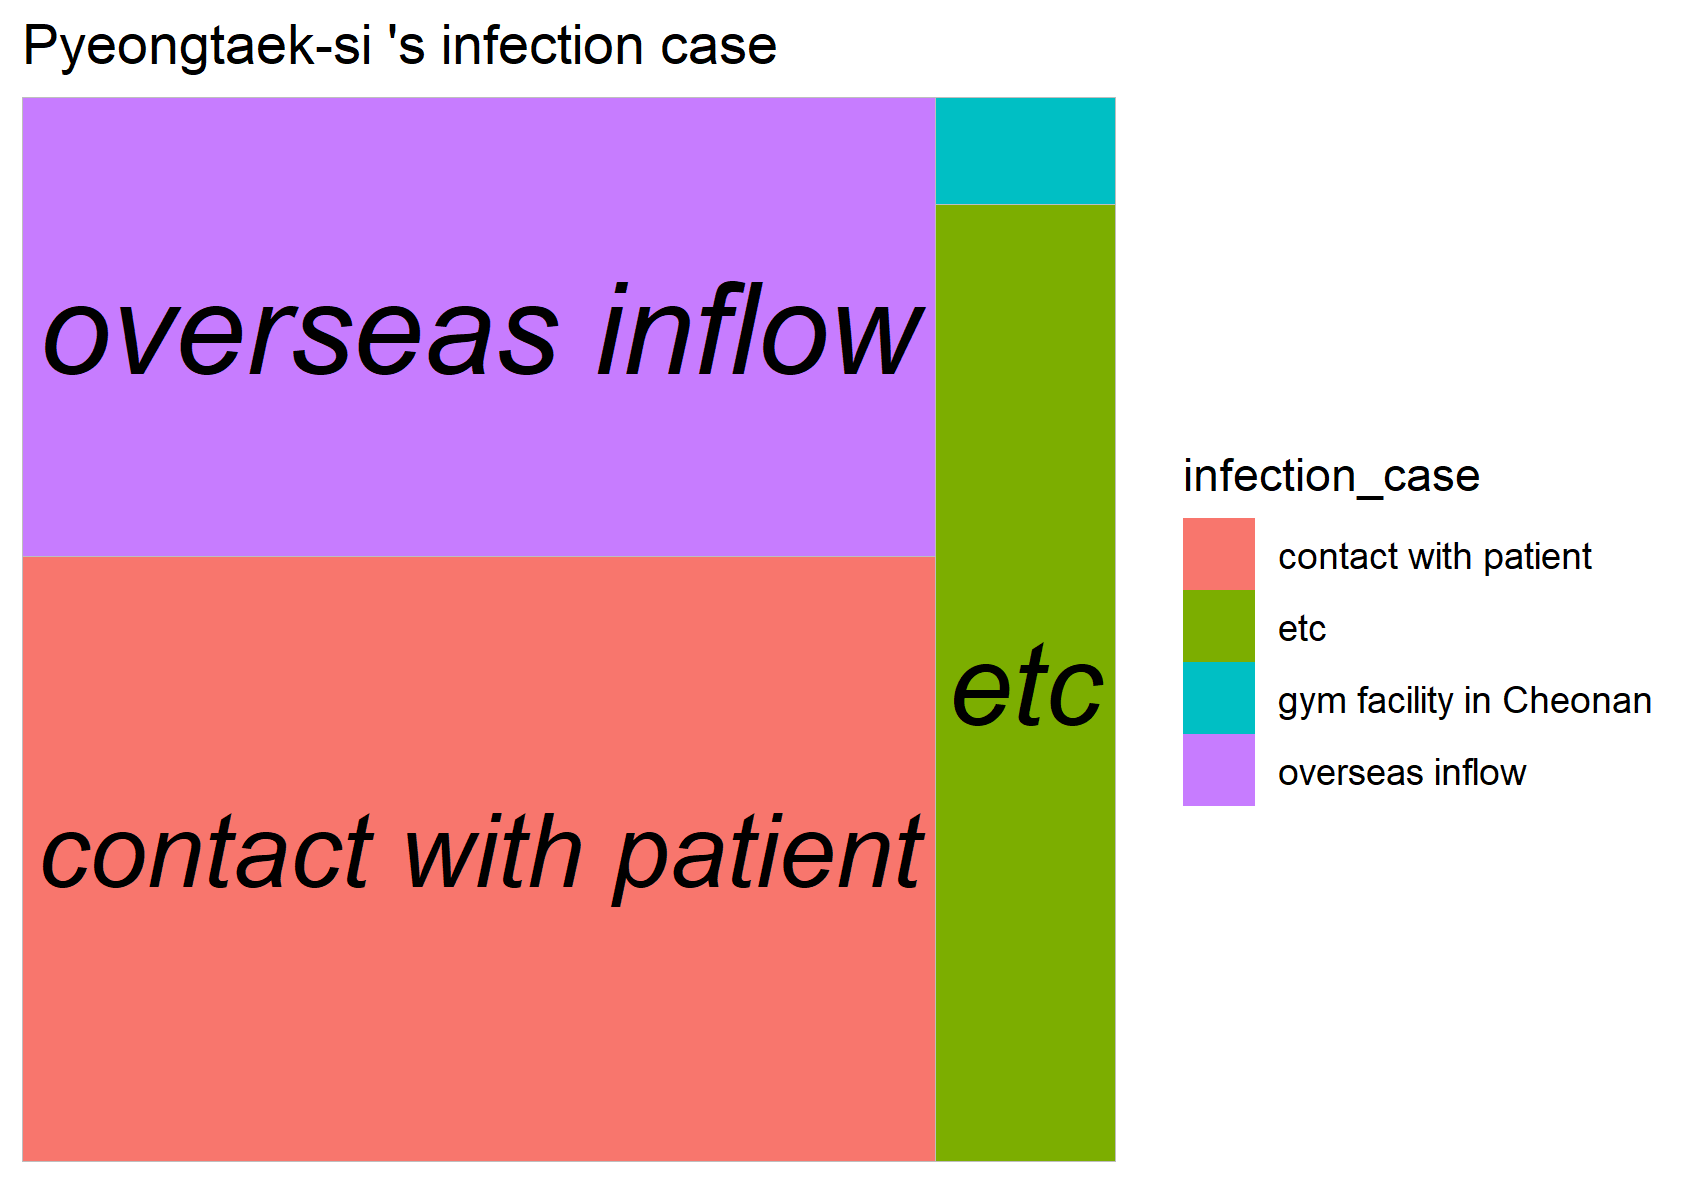 Pyeongtaek-si 's infection case
overseas inflow
contact with patient
etc
infection_case
contact with patient
etc
gym facility in Cheonan
overseas inflow